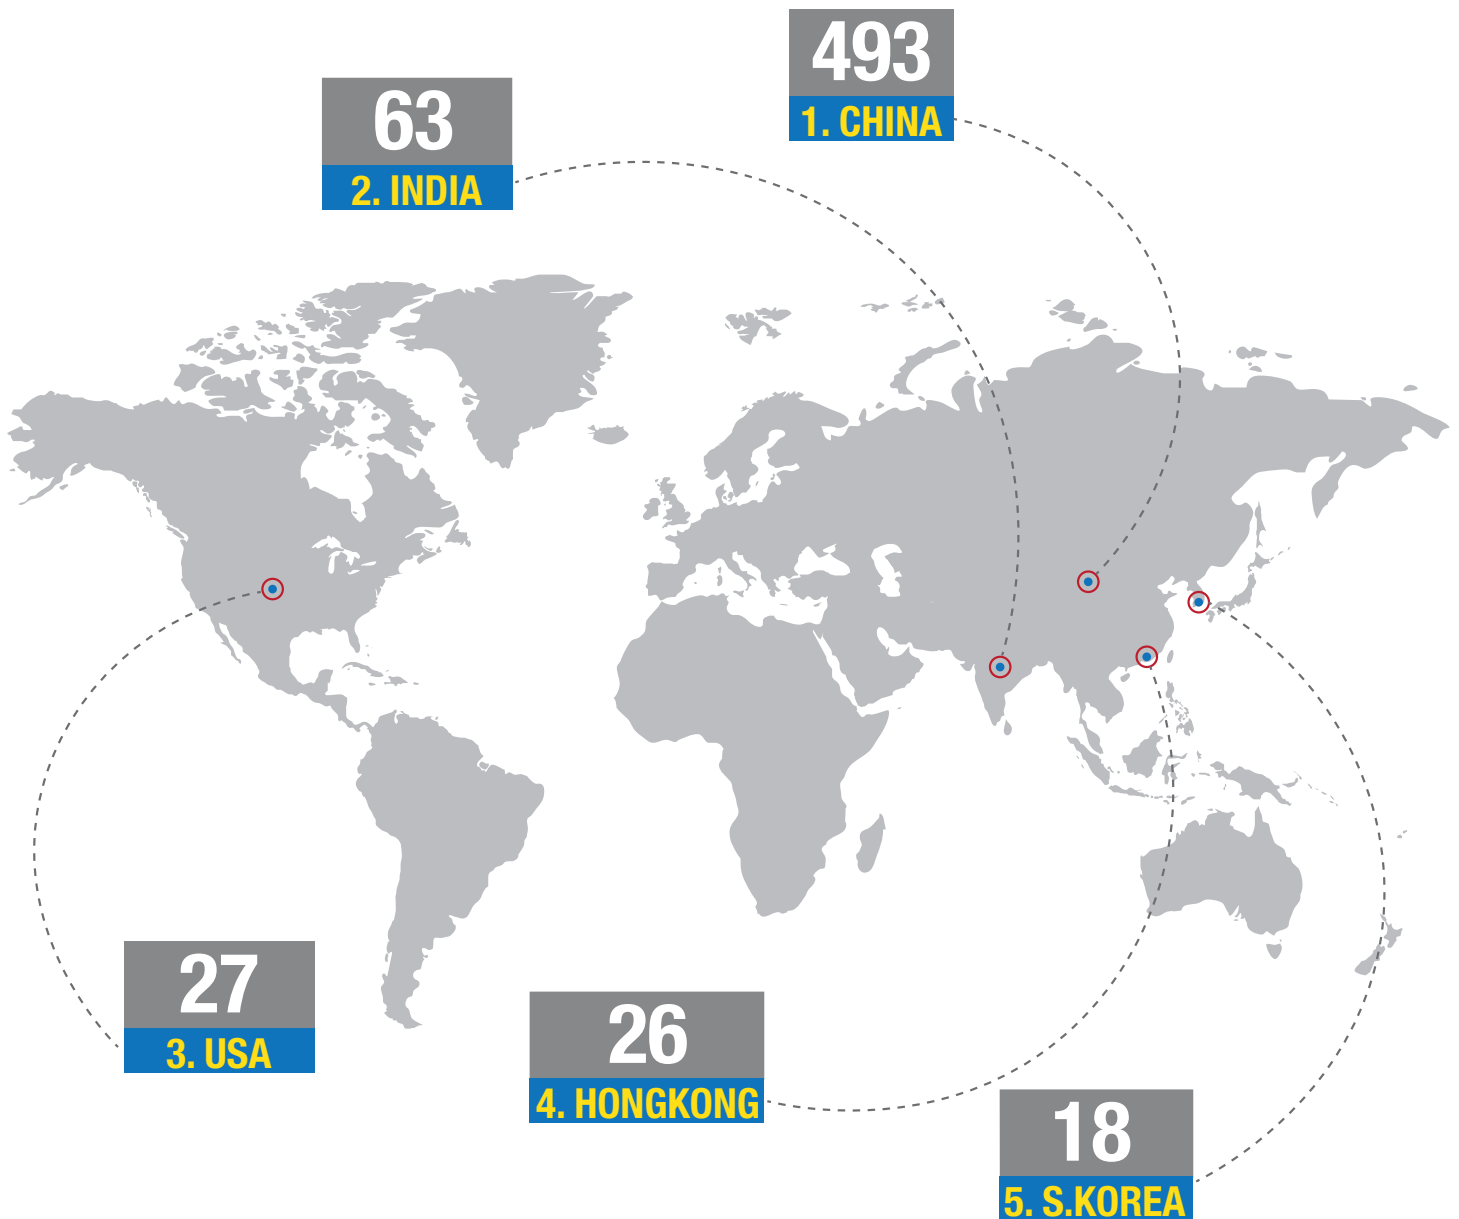 493
1. CHINA
63
2. INDIA
27
3. USA
26
4. HONGKONG
18
5. S.KOREA